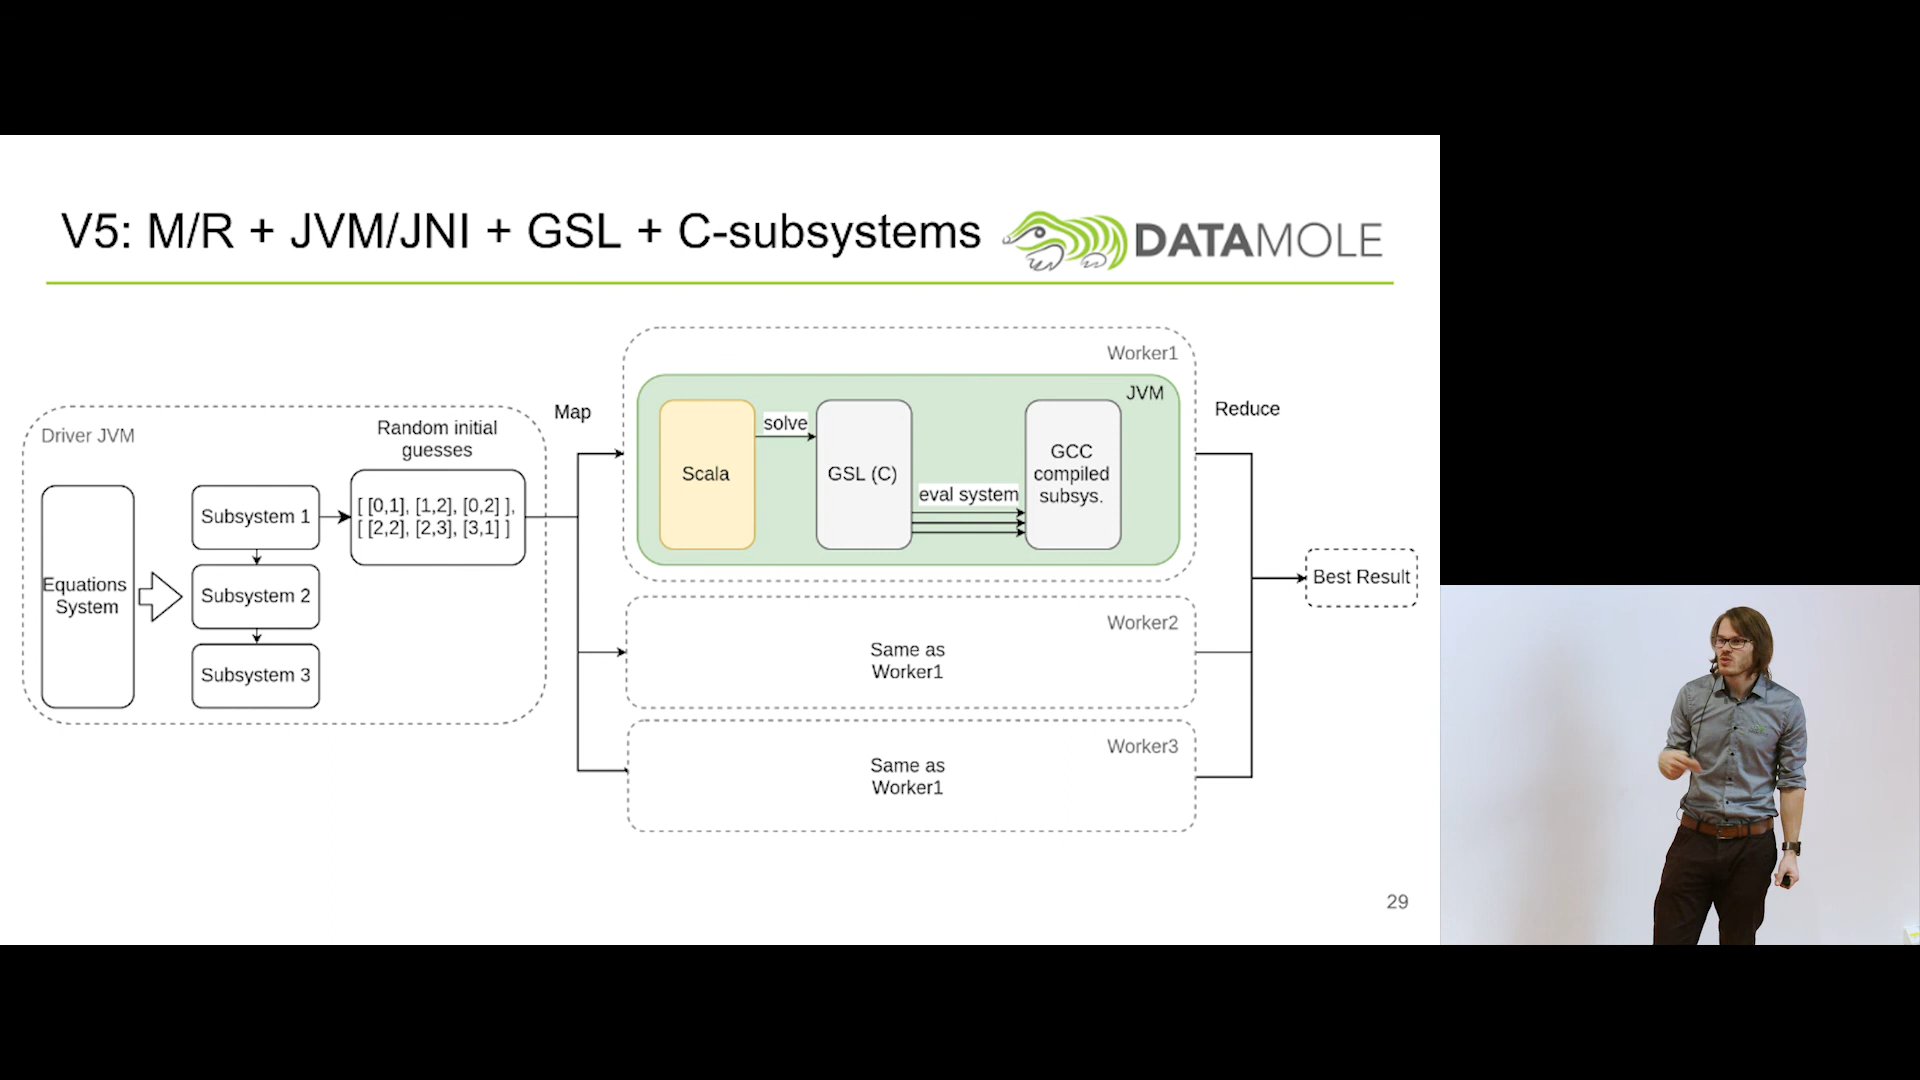 V5: M/R + JVM/JNI + GSL + C-subsystems
DATAMOLE
Driver JVM
Equations
System
Subsystem 1
Subsystem 2
Subsystem 3
Random initial
guesses
[ [0,1], [1,2], [0,2] ],
[ [2,2], [2,3], [3,1] ]
Map
Worker1
JVM
Scala
solve
GSL (C)
eval system
GCC
compiled
subsys.
Worker2
Same as
Worker1
Worker3
Same as
Worker1
Reduce
Best Result
29